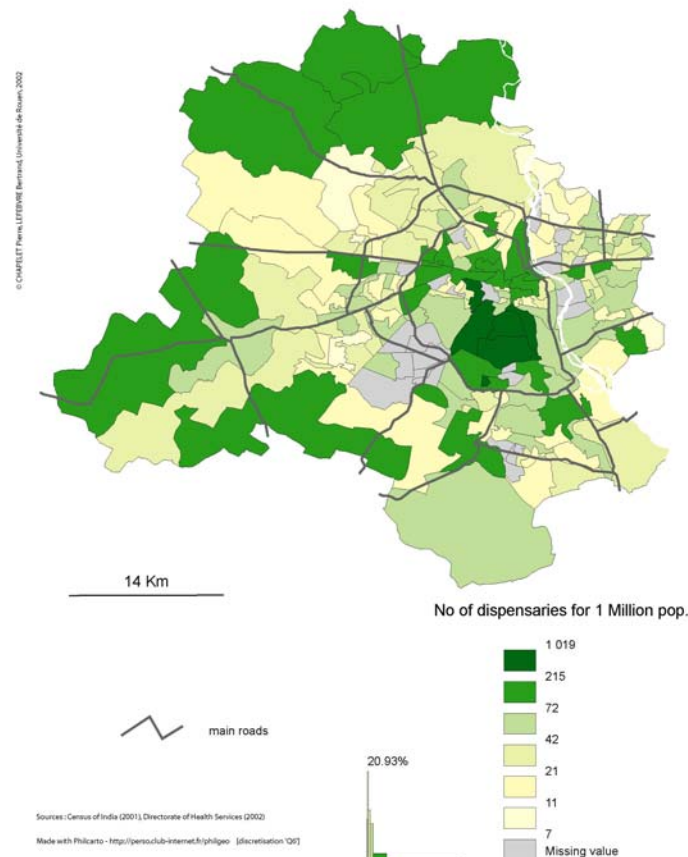 © CHAPELET Pierre, LEFEBVRE Bertrand, Université de Rouen, 2002
14 Km
No of dispensaries for 1 Million pop.
1 019
215
72
42
21
11
7
Missing value
main roads
20.93%
Sources : Census of India (2001), Directorate of Health Services (2002)
Made with Philcarto - http://perso.club-internet.fr/philgeo [discretisation 'Q6']